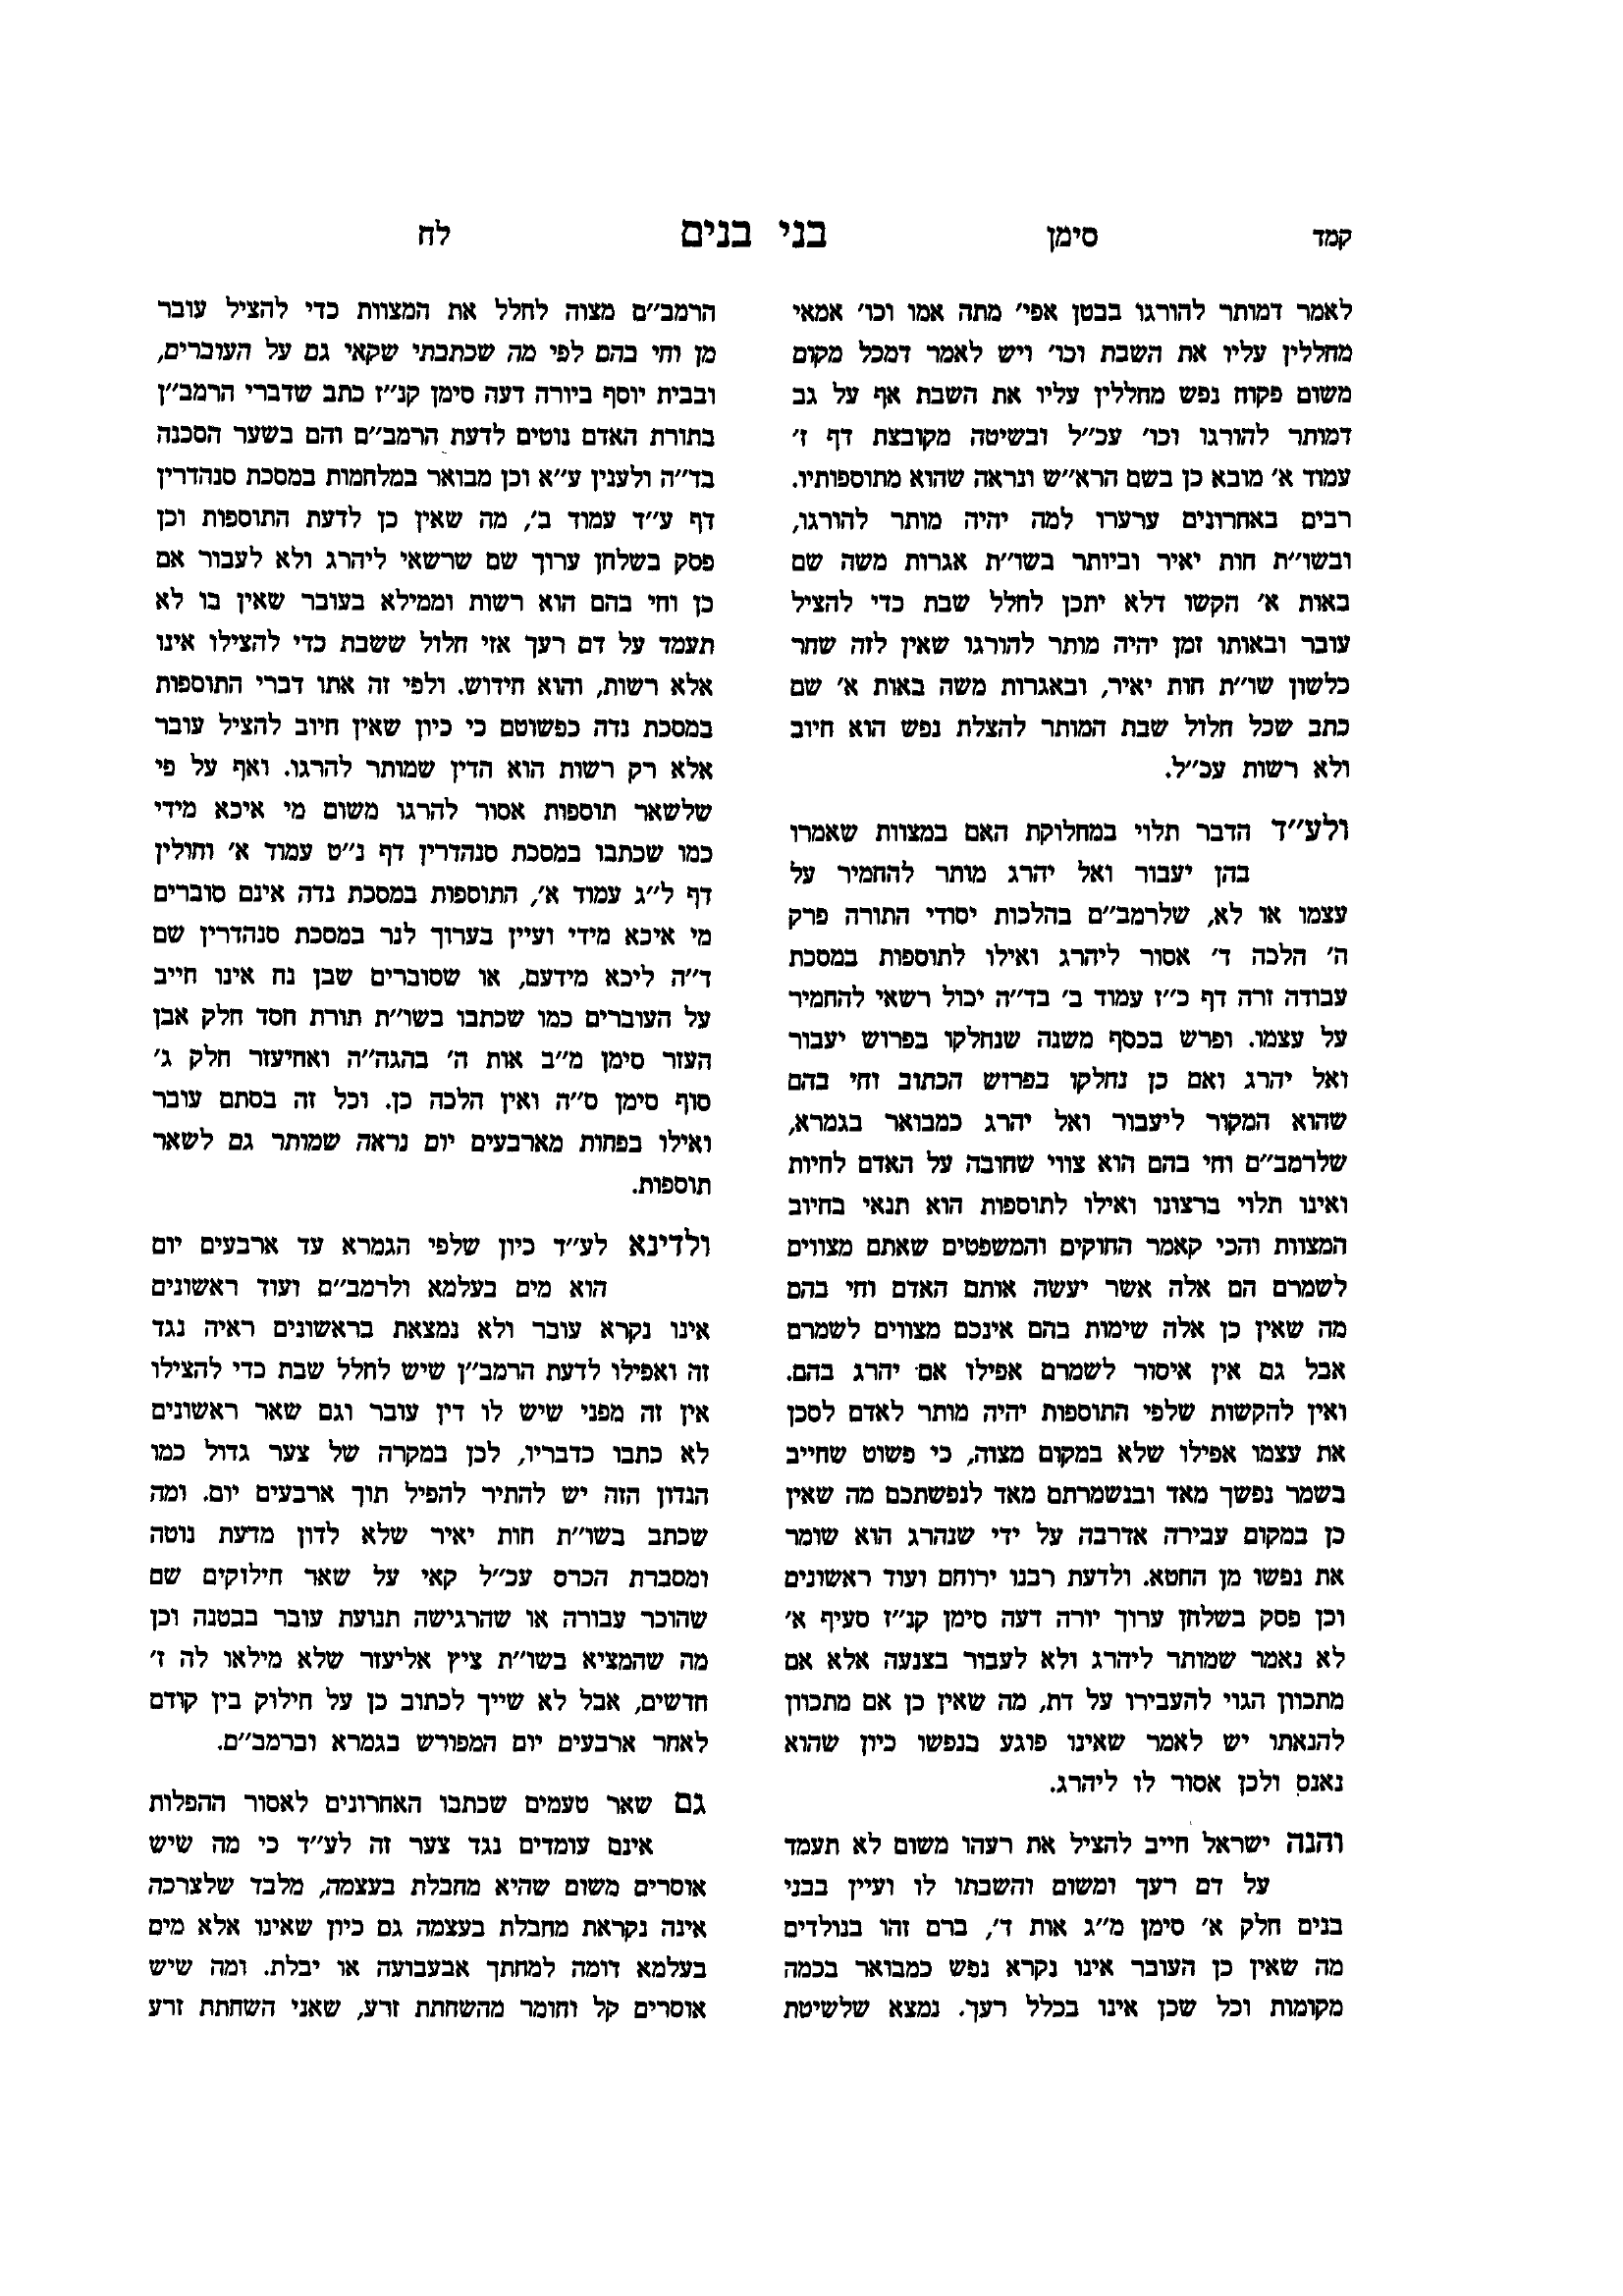 קמד סימן בני בנים לח
לאמר דמותר להורגו בבטן אפי׳ מתה אמו וכו׳ אמאי
מחללין עליו את השבת וכו׳ ויש לאמר דמכל מקום
משום פקוח נפש מחללין עליו את השבת אף על גב
דמותר להורגו וכו׳ עכ״ל ובשיטה מקובצת דף ז׳
עמוד א׳ מובא כן בשם הרא״ש ונראה שהוא מתוספותיו.
רבים באחרונים ערערו למה יהיה מותר להורגו,
ובשו״ת חות יאיר וביותר בשו״ת אגרות משה שם
באות א׳ הקשו דלא יתכן לחלל שבת כדי להציל
עובר ובאותו זמן יהיה מותר להורגו שאין לזה שחר
כלשון שו״ת חות יאיר, ובאגרות משה באות א׳ שם
כתב שכל חלול שבת המותר להצלת נפש הוא חיוב
ולא רשות עכ״ל.
ולע״ד הדבר תלוי במחלוקת האם במצוות שאמרו
בהן יעבור ואל יהרג מותר להחמיר על
עצמו או לא, שלרמב״ם בהלכות יסודי התורה פרק
ה׳ הלכה ד׳ אסור ליהרג ואילו לתוספות במסכת
עבודה זרה דף כ״ז עמוד ב׳ בד״ה יכול רשאי להחמיר
על עצמו. ופרש בכסף משנה שנחלקו בפרוש יעבור
ואל יהרג ואם כן נחלקו בפרוש הכתוב וחי בהם
שהוא המקור ליעבור ואל יהרג כמבואר בגמרא,
שלרמב״ם וחי בהם הוא צווי שחובה על האדם לחיות
ואינו תלוי ברצונו ואילו לתוספות הוא תנאי בחיוב
המצוות והכי קאמר החוקים והמשפטים שאתם מצווים
לשמרם הם אלה אשר יעשה אותם האדם וחי בהם
מה שאין כן אלה שימות בהם אינכם מצווים לשמרם
אבל גם אין איסור לשמרם אפילו אם יהרג בהם.
ואין להקשות שלפי התוספות יהיה מותר לאדם לסכן
את עצמו אפילו שלא במקום מצוה, כי פשוט שחייב
בשמר נפשך מאד ובנשמרתם מאד לנפשתכם מה שאין
כן במקום עבירה אדרבה על ידי שנהרג הוא שומר
את נפשו מן החטא. ולדעת רבנו ירוחם ועוד ראשונים
וכן פסק בשלחן ערוך יורה דעה סימן קנ״ז סעיף א׳
לא נאמר שמותר ליהרג ולא לעבור בצנעה אלא אם
מתכוון הגוי להעבירו על דת, מה שאין כן אם מתכוון
להנאתו יש לאמר שאינו פוגע בנפשו כיון שהוא
נאנס ולכן אסור לו ליהרג.
והנה ישראל חייב להציל את רעהו משום לא תעמד
על דם רעך ומשום והשבתו לו ועיין בבני
בנים חלק א׳ סימן מ״ג אות ד׳, ברם זהו בנולדים
מה שאין כן העובר אינו נקרא נפש כמבואר בכמה
מקומות וכל שכן אינו בכלל רעך. נמצא שלשיטת
הרמב״ם מצוה לחלל את המצוות כדי להציל עובר
מן וחי בהם לפי מה שכתבתי שקאי גם על העוברים,
ובבית יוסף ביורה דעה סימן קנ״ז כתב שדברי הרמב״ן
בתורת האדם נוטים לדעת הרמב״ם והם בשער הסכנה
בד״ה ולענין ע״א וכן מבואר במלחמות במסכת סנהדרין
דף ע״ד עמוד ב׳, מה שאין כן לדעת התוספות וכן
פסק בשלחן ערוך שם שרשאי ליהרג ולא לעבור אם
כן וחי בהם הוא רשות וממילא בעובר שאין בו לא
תעמד על דם רעך אזי חלול ששבת כדי להצילו אינו
אלא רשות, והוא חידוש. ולפי זה אתו דברי התוספות
במסכת נדה כפשוטם כי כיון שאין חיוב להציל עובר
אלא רק רשות הוא הדין שמותר להרגו. ואף על פי
שלשאר תוספות אסור להרגו משום מי איכא מידי
כמו שכתבו במסכת סנהדרין דף נ״ט עמוד א׳ וחולין
דף ל״ג עמוד א׳, התוספות במסכת נדה אינם סוברים
מי איכא מידי ועיין בערוך לנר במסכת סנהדרין שם
ד״ה ליכא מידעם, או שסוברים שבן נח אינו חייב
על העוברים כמו שכתבו בשו״ת תורת חסד חלק אבן
העזר סימן מ״ב אות ה׳ בהגה״ה ואחיעזר חלק ג׳
סוף סימן ס״ה ואין הלכה כן. וכל זה בסתם עובר
ואילו בפחות מארבעים יום נראה שמותר גם לשאר
תוספות.
ולדינא לע״ד כיון שלפי הגמרא עד ארבעים יום
הוא מים בעלמא ולרמב״ם ועוד ראשונים
אינו נקרא עובר ולא נמצאת בראשונים ראיה נגד
זה ואפילו לדעת הרמב״ן שיש לחלל שבת כדי להצילו
אין זה מפני שיש לו דין עובר וגם שאר ראשונים
לא כתבו כדבריו, לכן במקרה של צער גדול כמו
הנדון הזה יש להתיר להפיל תוך ארבעים יום. ומה
שכתב בשו״ת חות יאיר שלא לדון מדעת נוטה
ומסברת הכרס עכ״ל קאי על שאר חילוקים שם
שהוכר עבורה או שהרגישה תנועת עובר בבטנה וכן
מה שהמציא בשו״ת ציץ אליעזר שלא מילאו לה ז׳
חדשים, אבל לא שייך לכתוב כן על חילוק בין קודם
לאחר ארבעים יום המפורש בגמרא וברמב״ם.
גם שאר טעמים שכתבו האחרונים לאסור ההפלות
אינם עומדים נגד צער זה לע״ד כי מה שיש
אוסרים משום שהיא מחבלת בעצמה, מלבד שלצרכה
אינה נקראת מחבלת בעצמה גם כיון שאינו אלא מים
בעלמא דומה למחתך אבעבועה או יבלת. ומה שיש
אוסרים קל וחומר מהשחתת זרע, שאני השחתת זרע